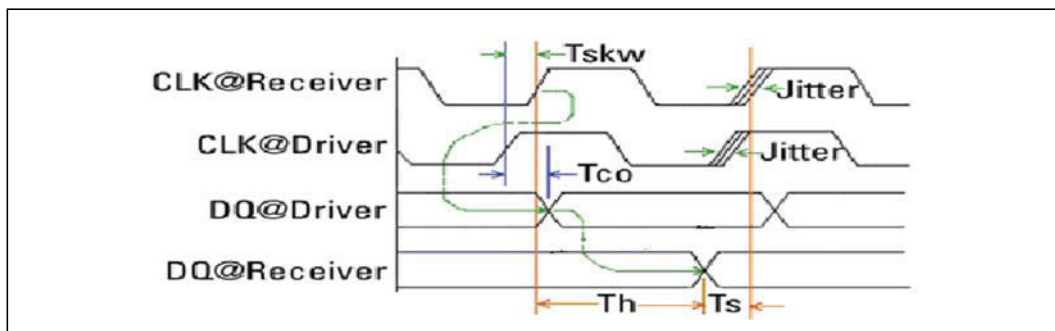 Tskw
CLK@Receiver
Jitter
CLK@Driver
Jitter
Tco
DQ@Driver
DQ@Receiver
Th
Ts